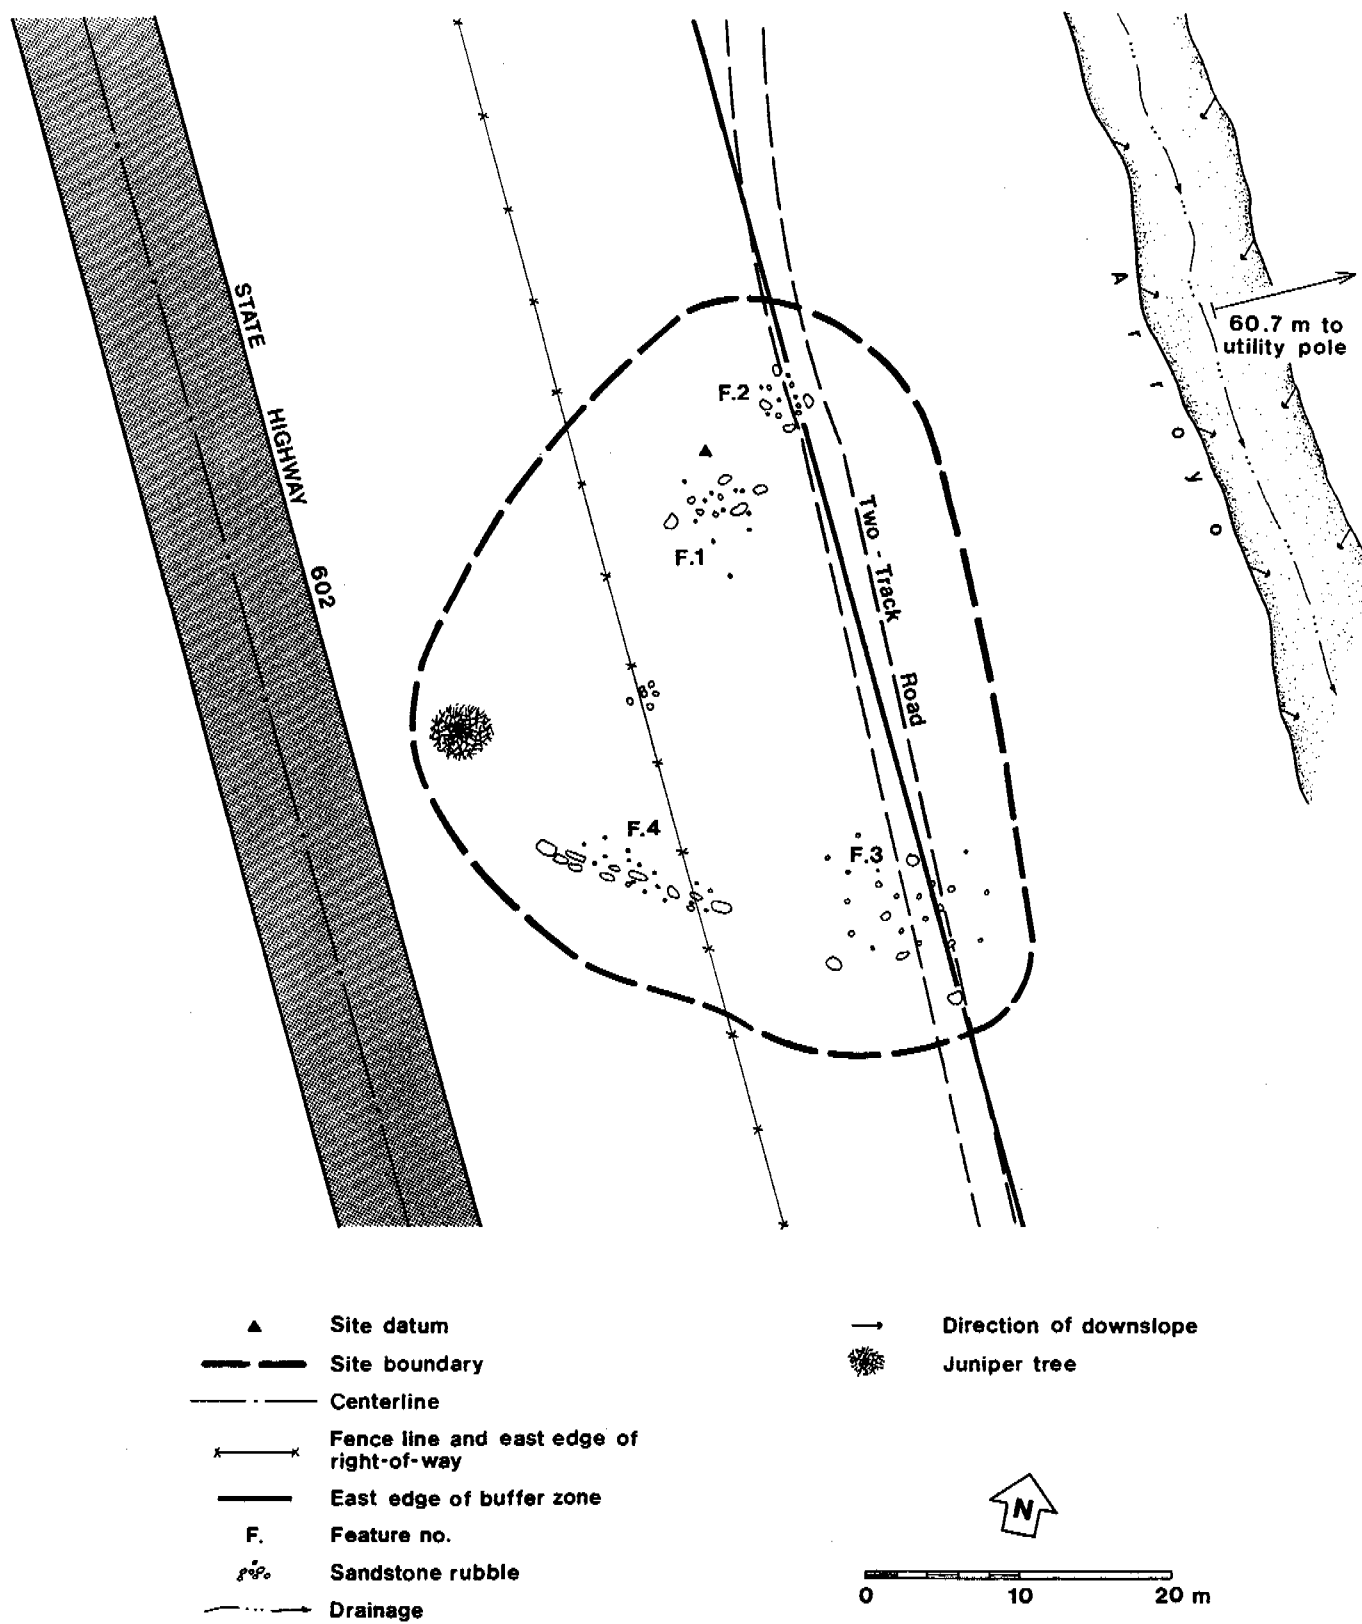 STATE HIGHWAY 602
Arroyo
60.7 m to
utility pole
F.2
F.1
Two - Track Road
F.4
F.3
Site datum
Site boundary
Centerline
Fence line and east edge of
right-of-way
East edge of buffer zone
F. Feature no.
Sandstone rubble
Drainage
Direction of downslope
Juniper tree
N
0 10 20 m